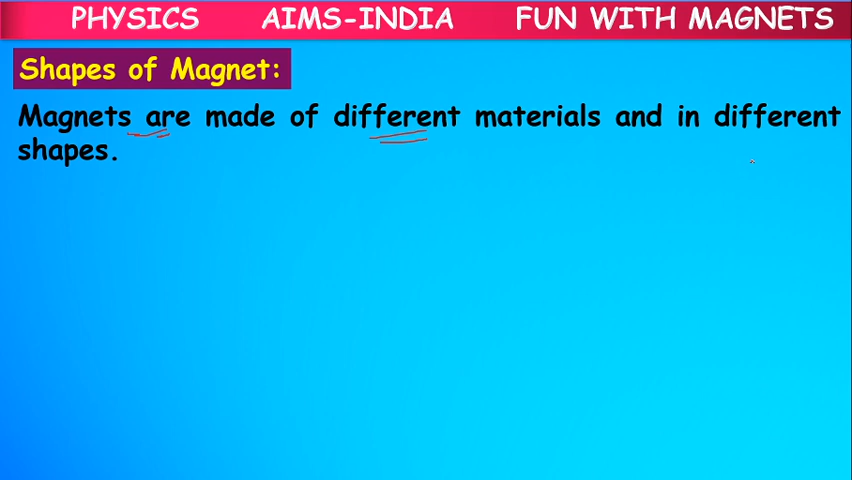 PHYSICS AIMS-INDIA FUN WITH MAGNETS
Shapes of Magnet:
Magnets are made of different materials and in different
shapes.